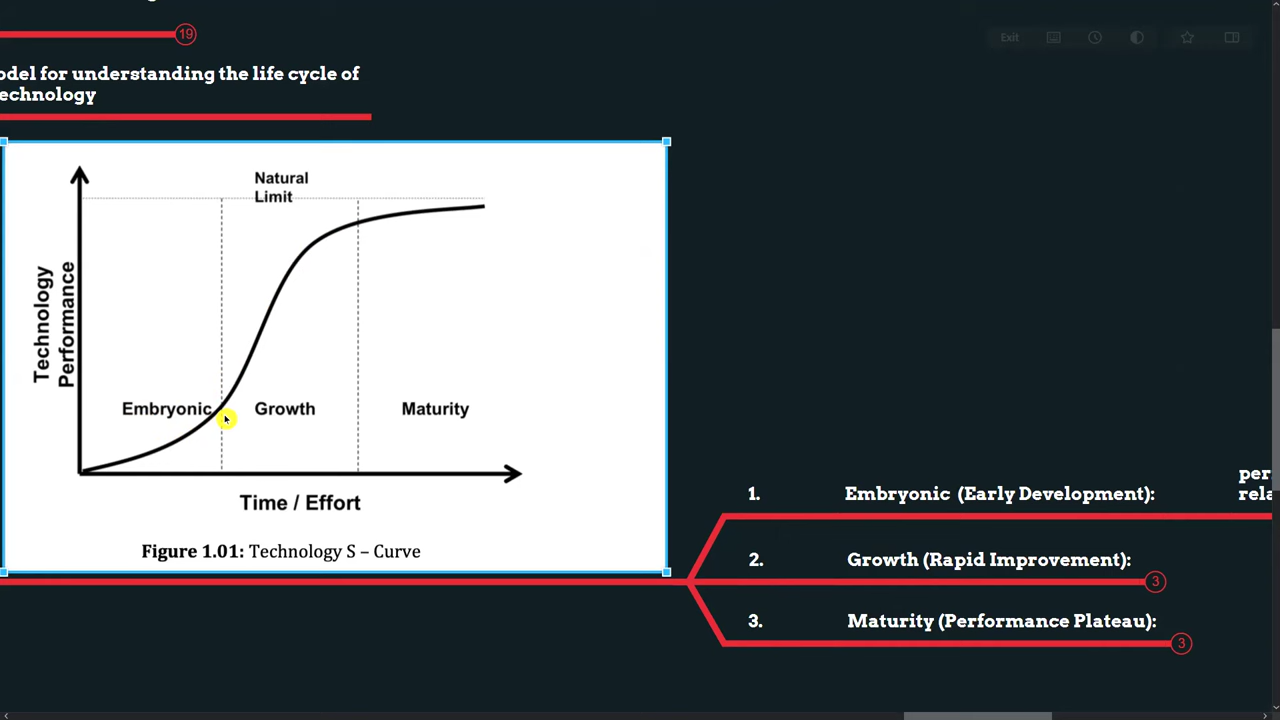 19
odel for understanding the life cycle of
echnology
Exit
Natural
Limit
Technology
Performance
Embryonic
Growth
Maturity
Time / Effort
Figure 1.01: Technology S – Curve
per
rela
1. Embryonic (Early Development):
2. Growth (Rapid Improvement):
3
3. Maturity (Performance Plateau):
3